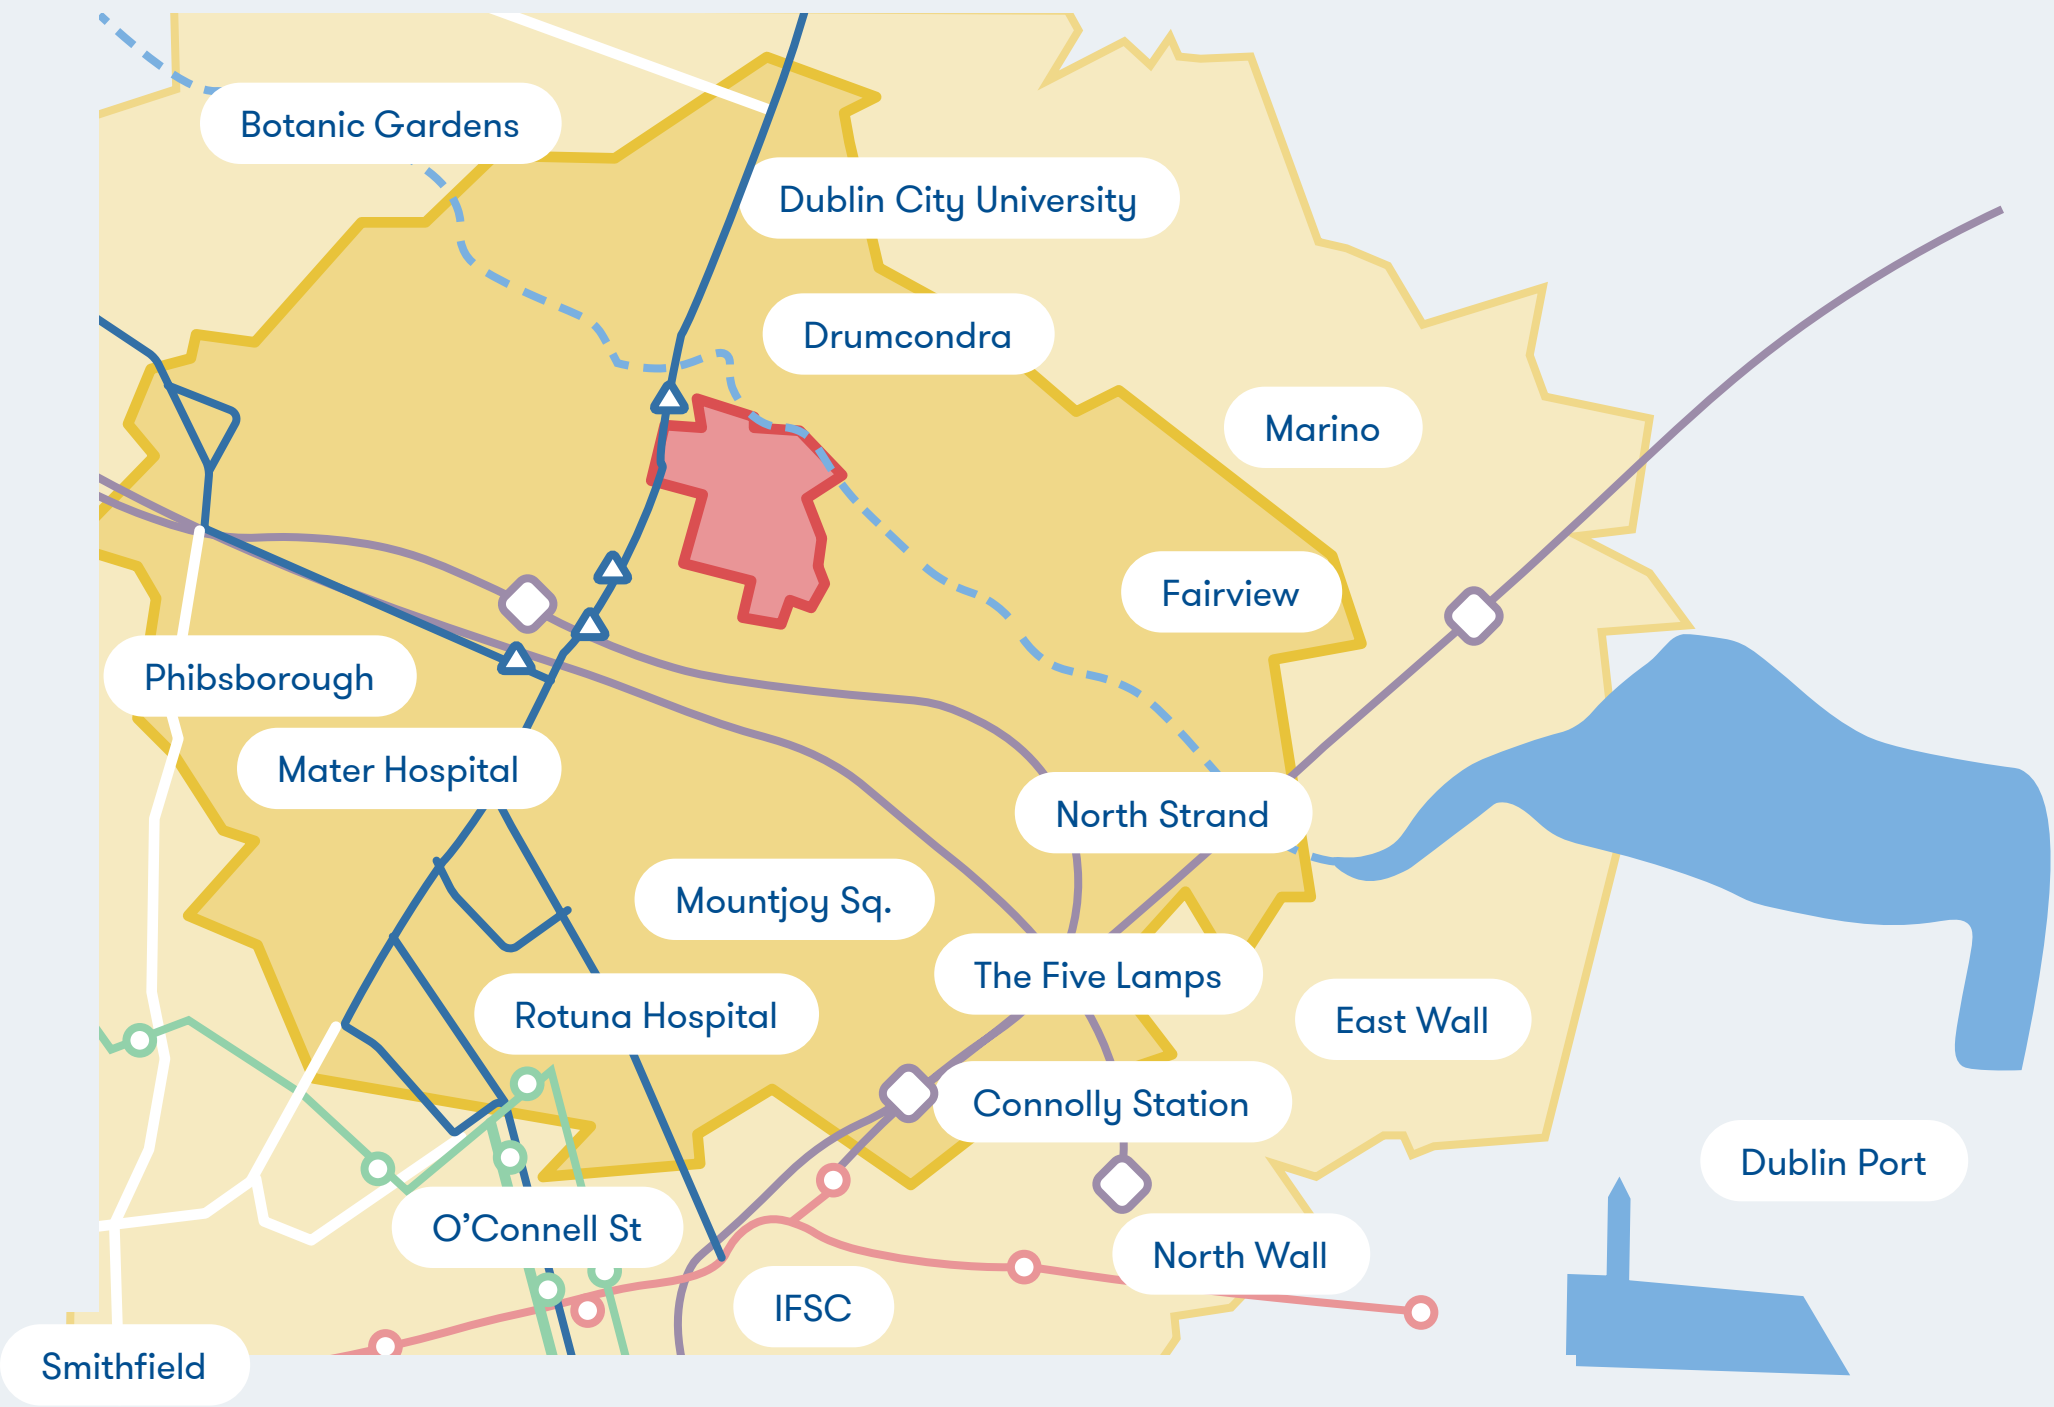 Botanic Gardens
Dublin City University
Drumcondra
Marino
Fairview
Phibsborough
Mater Hospital
North Strand
Mountjoy Sq.
The Five Lamps
Rotuna Hospital
East Wall
Connolly Station
Dublin Port
O’Connell St
North Wall
IFSC
Smithfield